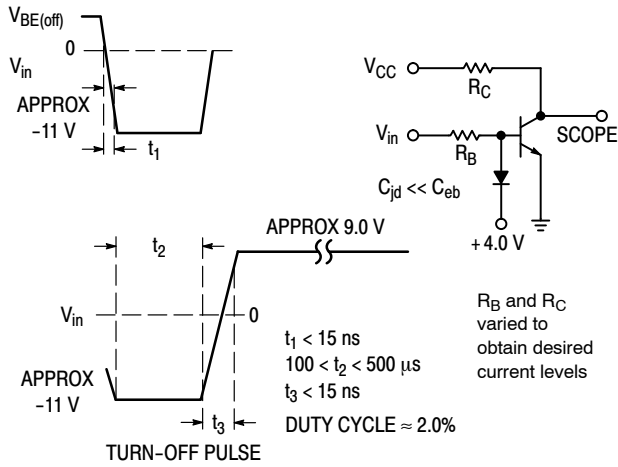 V_BE(off)
0
V_in
APPROX
-11 V
t_1
V_CC
R_C
V_in
R_B
SCOPE
C_jd << C_eb
+ 4.0 V
t_2
APPROX 9.0 V
V_in
0
APPROX
-11 V
t_3
TURN-OFF PULSE
t_1 < 15 ns
100 < t_2 < 500 μs
t_3 < 15 ns
DUTY CYCLE ≈ 2.0%
R_B and R_C
varied to
obtain desired
current levels